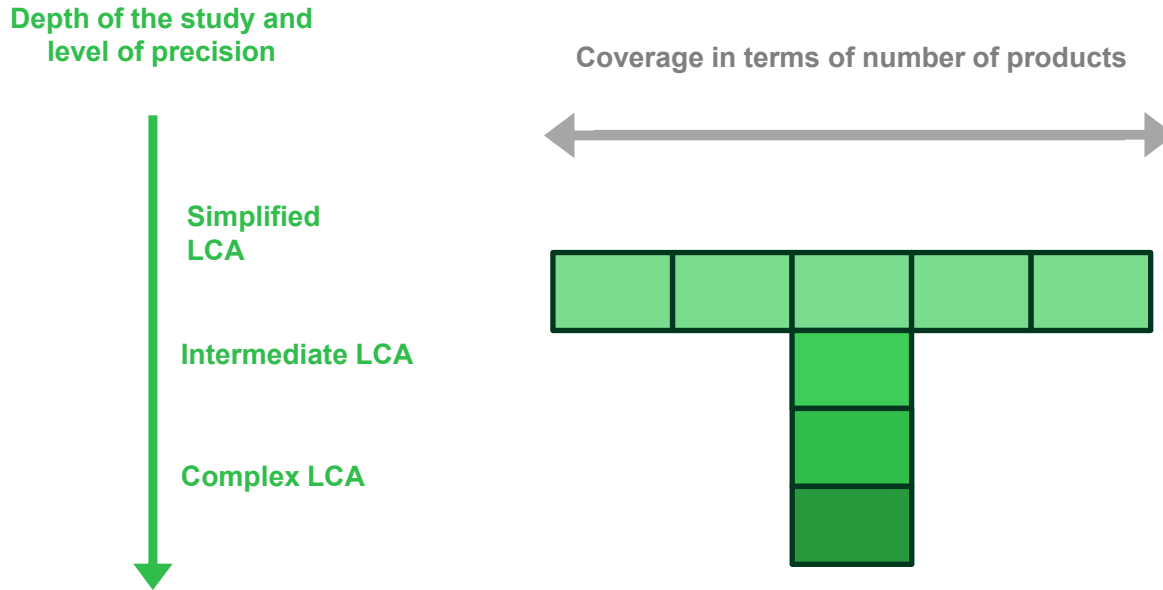 Depth of the study and
level of precision
Coverage in terms of number of products
Simplified
LCA
Intermediate LCA
Complex LCA